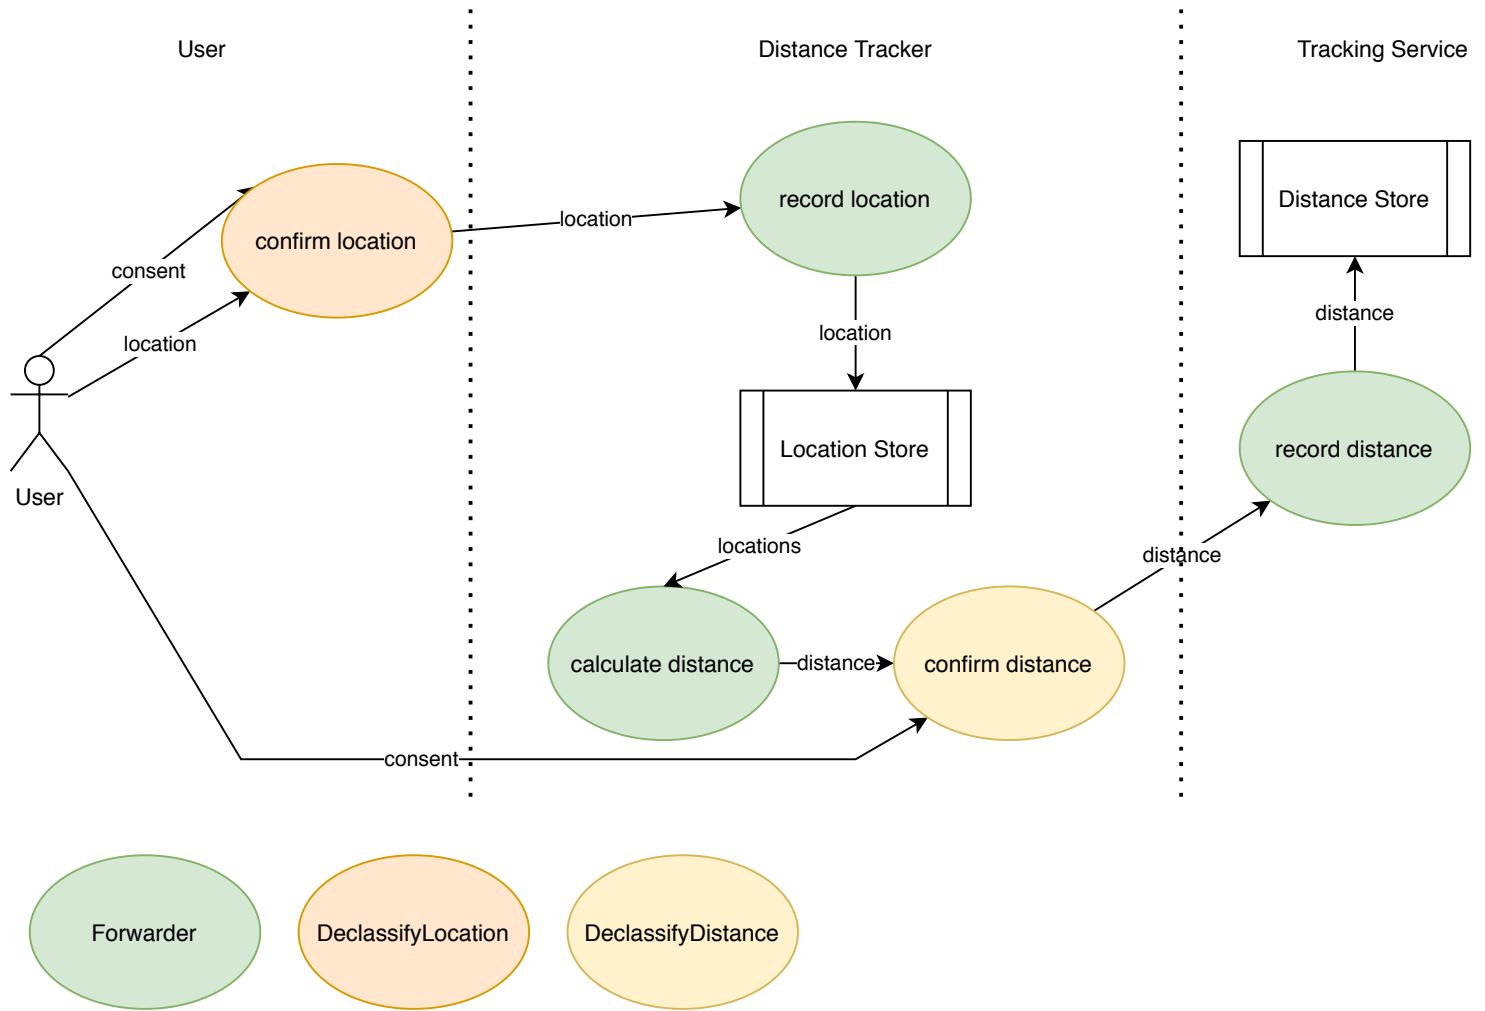 User
Distance Tracker
Tracking Service
record location
Distance Store
location
confirm location
consent
distance
location
location
Location Store
record distance
User
locations
distance
calculate distance
distance
confirm distance
consent
Forwarder
DeclassifyLocation
DeclassifyDistance